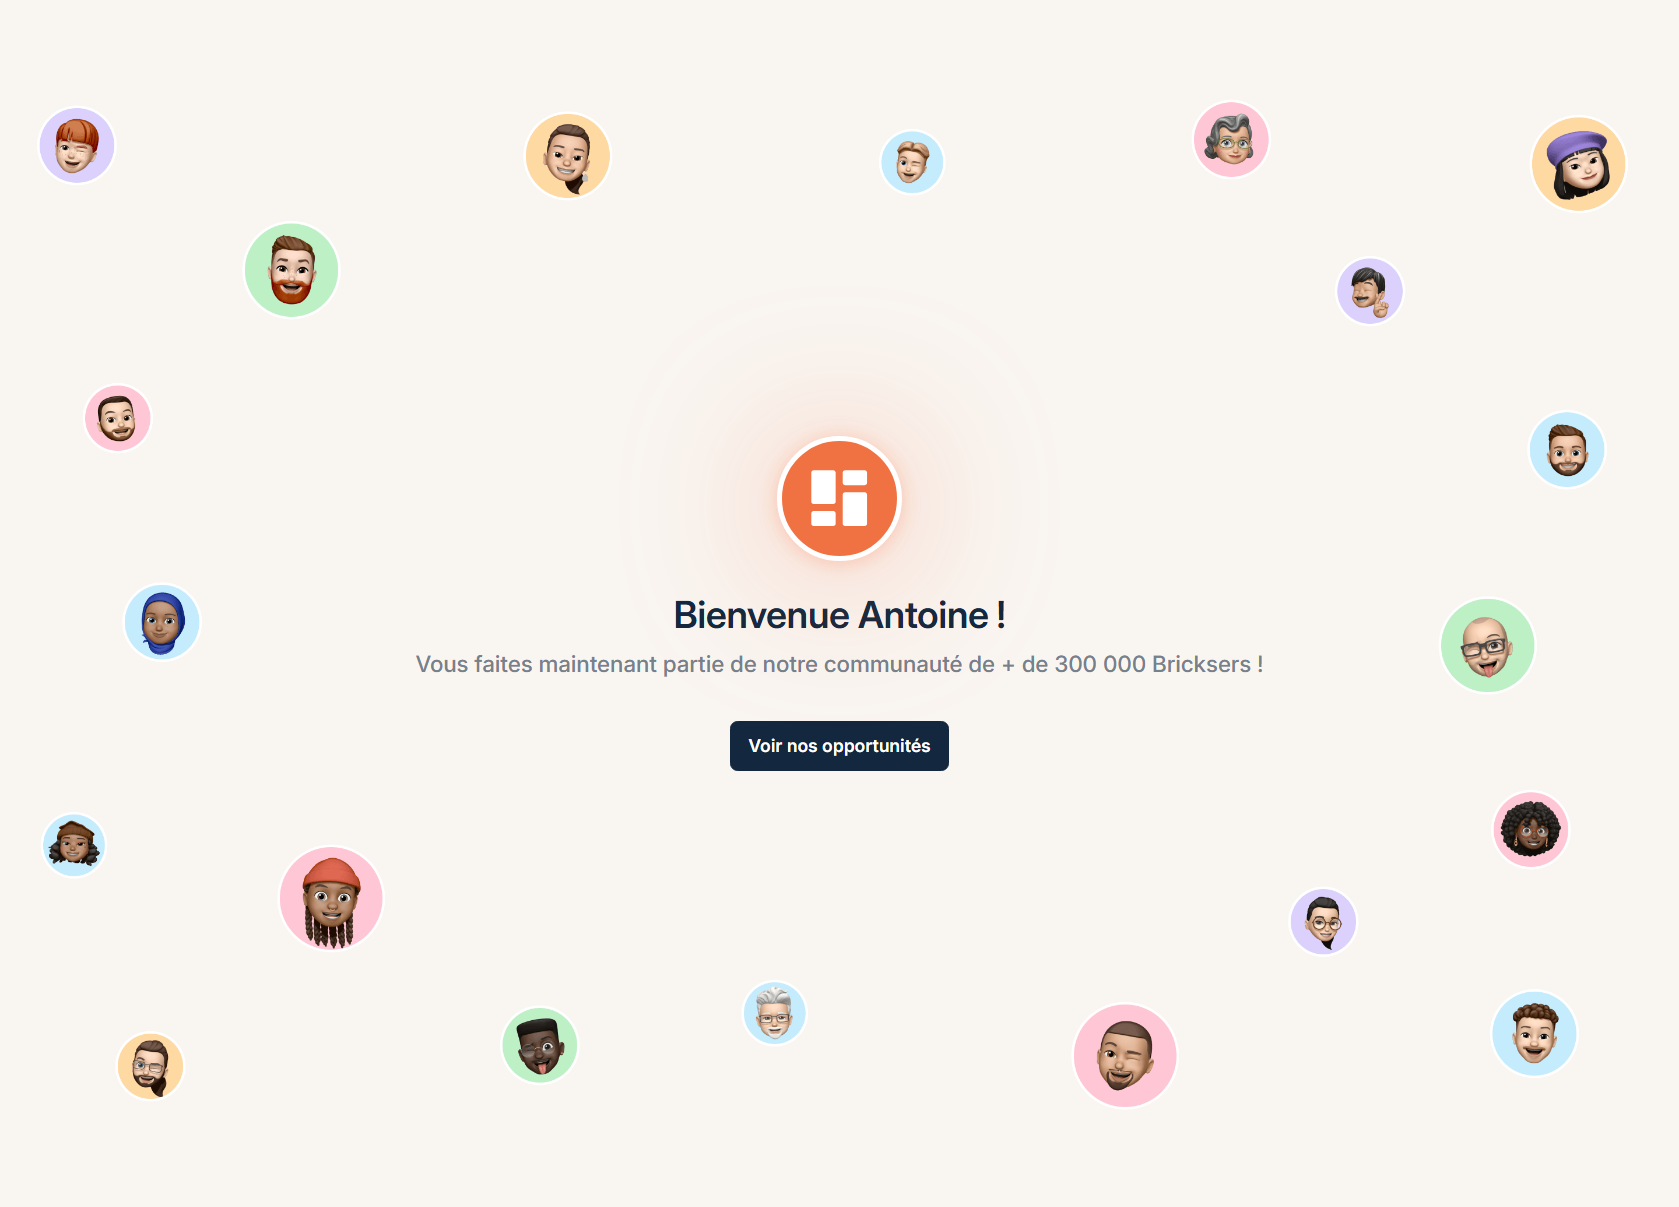 Bienvenue Antoine !
Vous faites maintenant partie de notre communauté de + de 300 000 Bricksers !
Voir nos opportunités